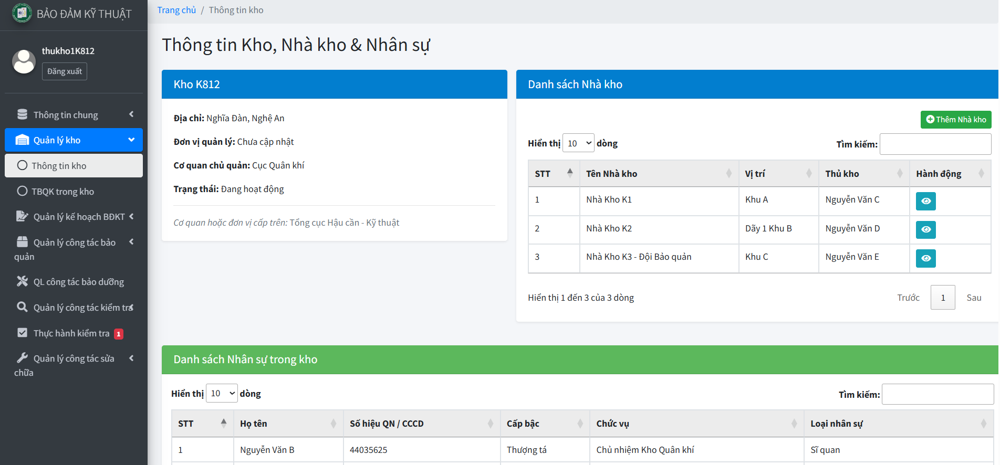 BẢO ĐẢM KỸ THUẬT
thukho1K812
Đăng xuất
Thông tin chung
Quản lý kho
Thông tin kho
TBQK trong kho
Quản lý kế hoạch BĐKT
Quản lý công tác bảo
quản
QL công tác bảo dưỡng
Quản lý công tác kiểm tra
Thực hành kiểm tra 1
Quản lý công tác sửa
chữa
Trang chủ / Thông tin kho
Thông tin Kho, Nhà kho & Nhân sự
Kho K812
Địa chỉ: Nghĩa Đàn, Nghệ An
Đơn vị quản lý: Chưa cập nhật
Cơ quan chủ quản: Cục Quân khí
Trạng thái: Đang hoạt động
Cơ quan hoặc đơn vị cấp trên: Tổng cục Hậu cần - Kỹ thuật
Danh sách Nhà kho
Thêm Nhà kho
Hiển thị 10 dòng
Tìm kiếm:
STT Tên Nhà kho Vị trí Thủ kho Hành động
1 Nhà Kho K1 Khu A Nguyễn Văn C
2 Nhà Kho K2 Dãy 1 Khu B Nguyễn Văn D
3 Nhà Kho K3 - Đội Bảo quản Khu C Nguyễn Văn E
Hiển thị 1 đến 3 của 3 dòng
Trước 1 Sau
Danh sách Nhân sự trong kho
Hiển thị 10 dòng
Tìm kiếm:
STT Họ tên Số hiệu QN / CCCD Cấp bậc Chức vụ Loại nhân sự
1 Nguyễn Văn B 44035625 Thượng tá Chủ nhiệm Kho Quân khí Sĩ quan